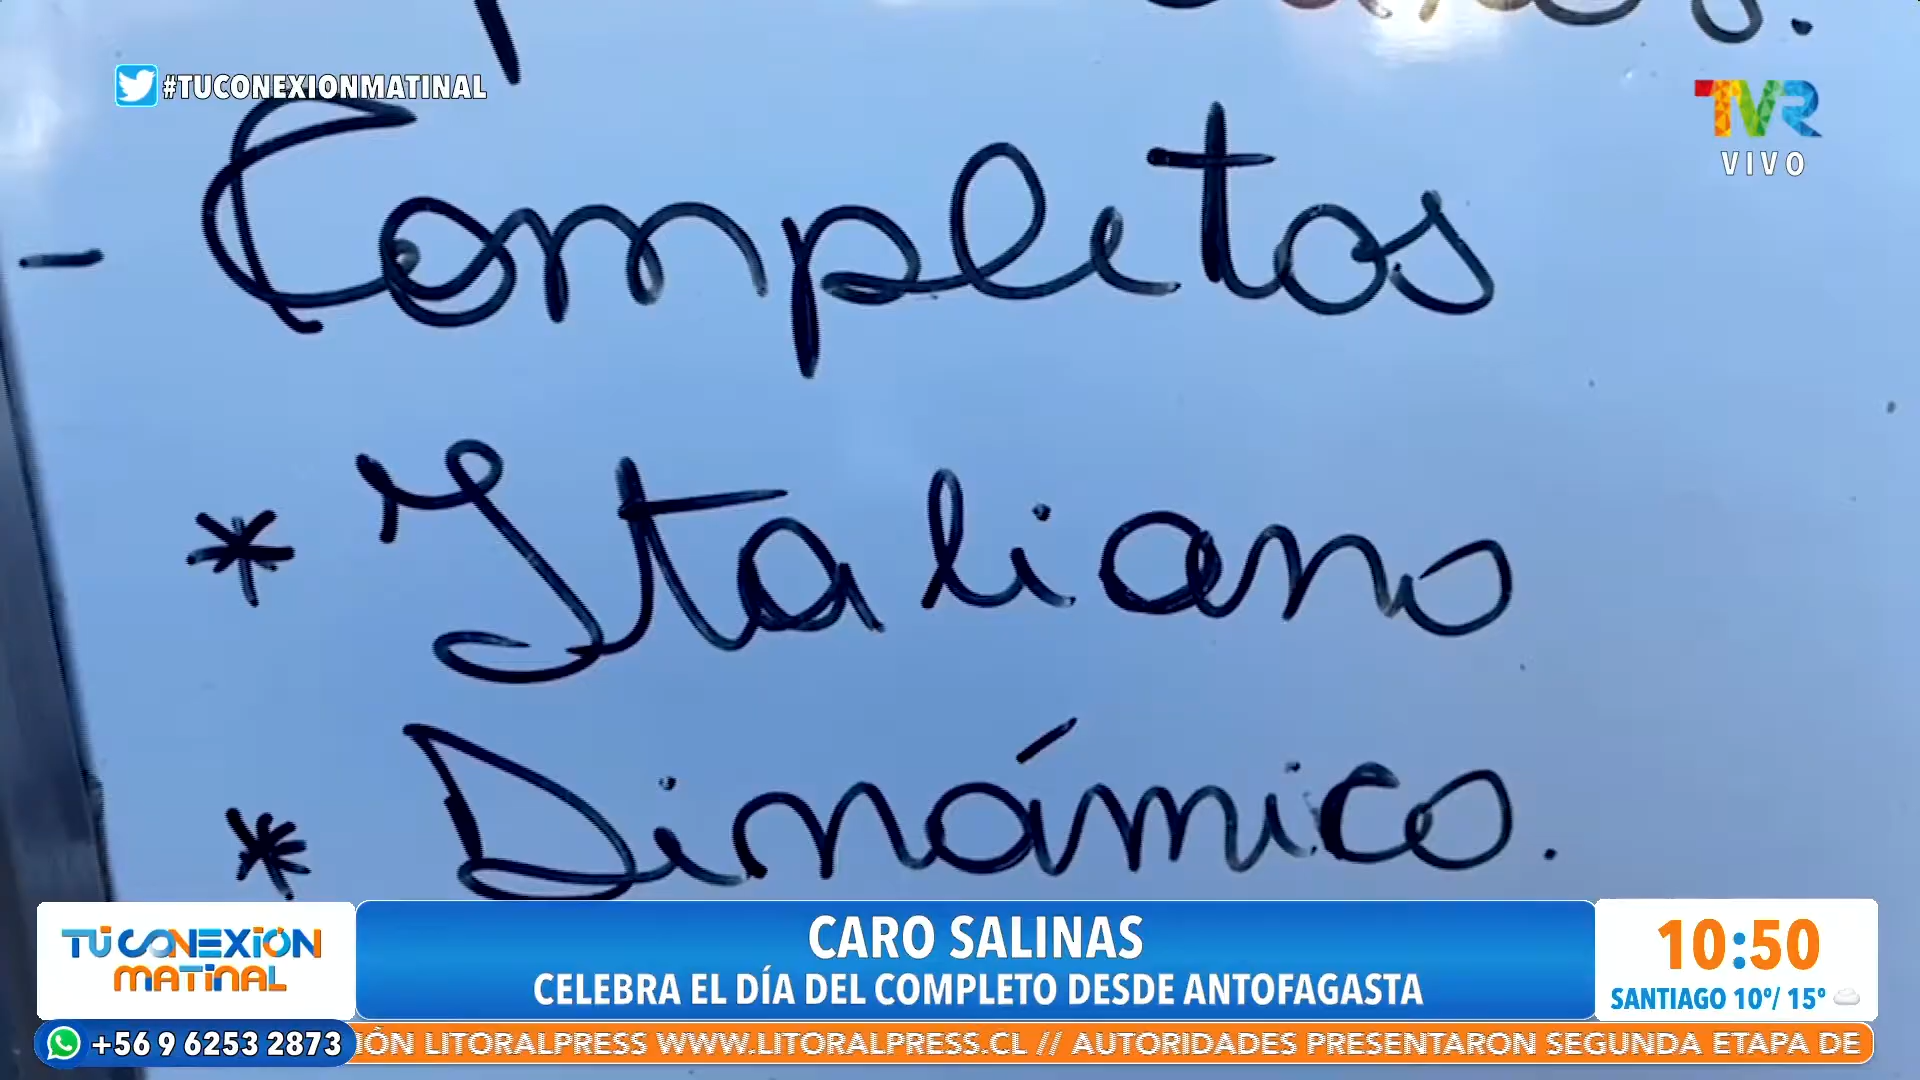 #TUCONEXIONMATINAL
TVR
VIVO
- Completos
* Italiano
* Dinámico.
TÚ CONEXIÓN
MATINAL
CARO SALINAS
CELEBRA EL DÍA DEL COMPLETO DESDE ANTOFAGASTA
10:50
SANTIAGO 10°/ 15°
+56 9 6253 2873
IÓN LITORALPRESS WWW.LITORALPRESS.CL // AUTORIDADES PRESENTARON SEGUNDA ETAPA DE